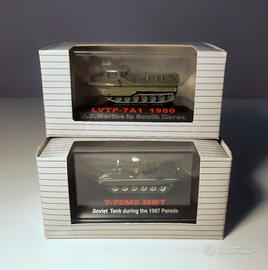 LVTP-7A1 1980
U.S.Marine in South Korea
T-72M2 MBT
Soviet Tank during the 1987 Parade
Subito